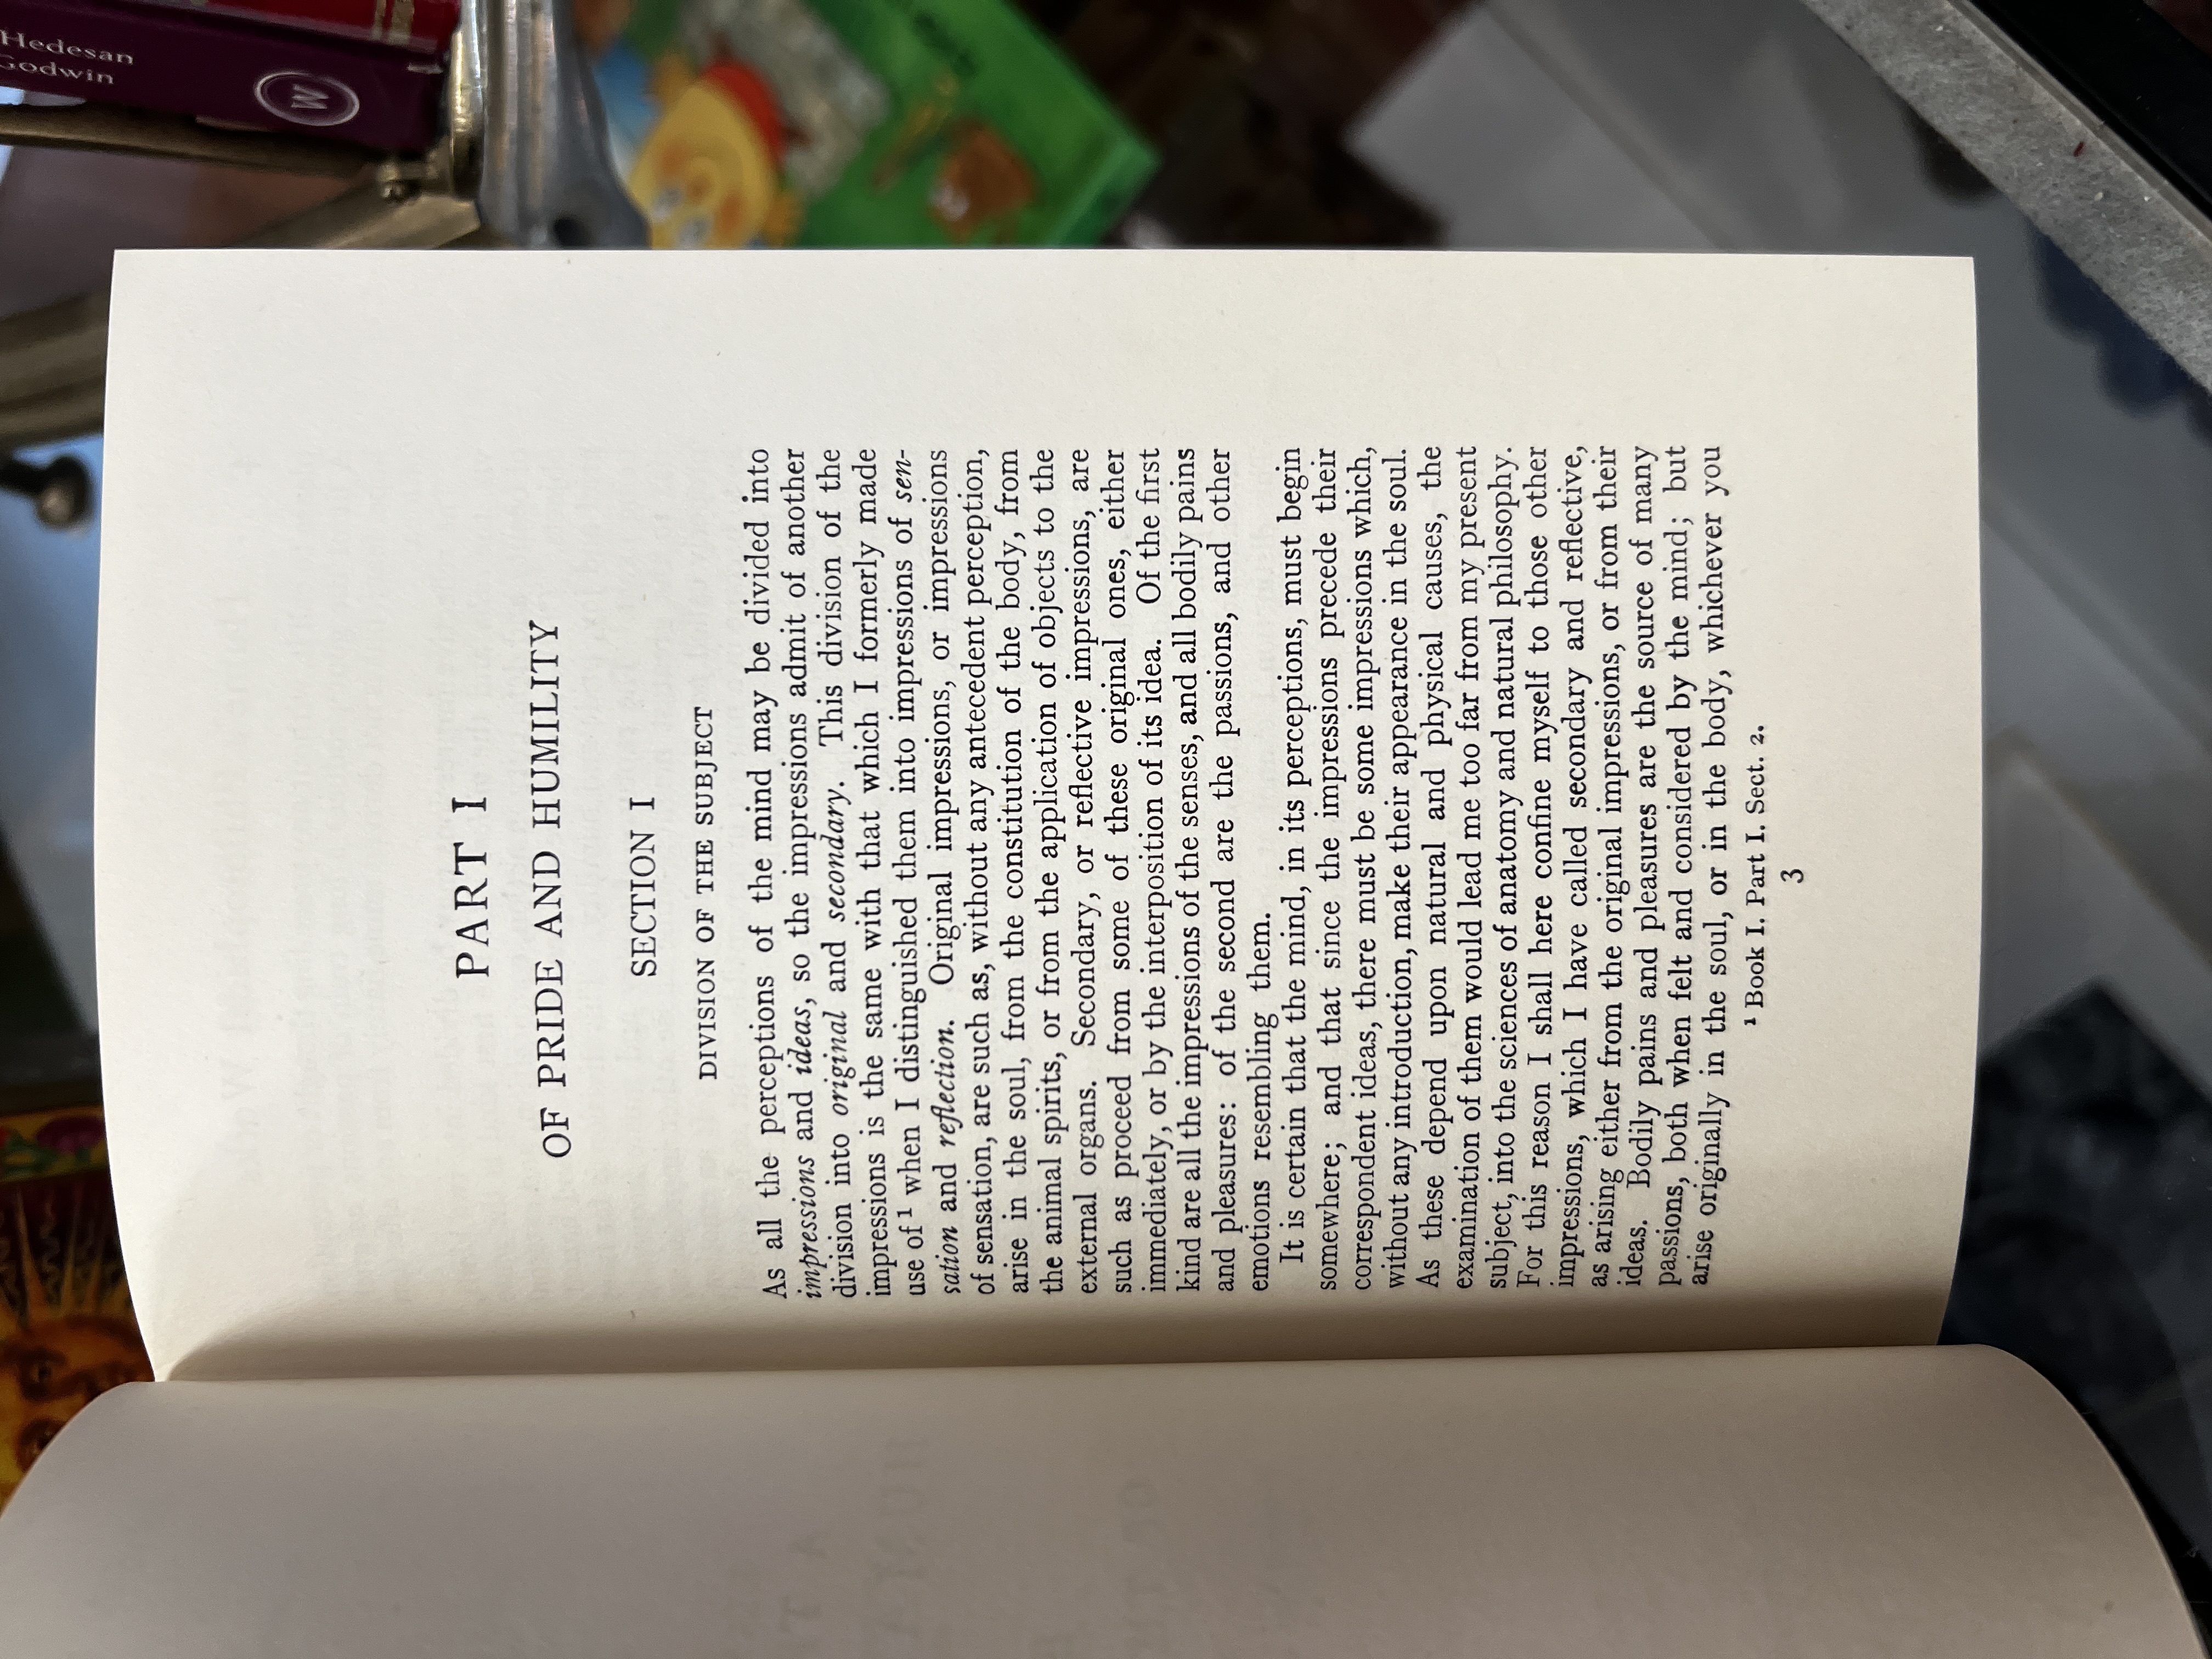 Hedesan
Godwin
M
PART I
OF PRIDE AND HUMILITY
SECTION I
DIVISION OF THE SUBJECT
As all the perceptions of the mind may be divided into
impressions and ideas, so the impressions admit of another
division into original and secondary. This division of the
impressions is the same with that which I formerly made
use of¹ when I distinguished them into impressions of sen-
sation and reflection. Original impressions, or impressions
of sensation, are such as, without any antecedent perception,
arise in the soul, from the constitution of the body, from
the animal spirits, or from the application of objects to the
external organs. Secondary, or reflective impressions, are
such as proceed from some of these original ones, either
immediately, or by the interposition of its idea. Of the first
kind are all the impressions of the senses, and all bodily pains
and pleasures: of the second are the passions, and other
emotions resembling them.
It is certain that the mind, in its perceptions, must begin
somewhere; and that since the impressions precede their
correspondent ideas, there must be some impressions which,
without any introduction, make their appearance in the soul.
As these depend upon natural and physical causes, the
examination of them would lead me too far from my present
subject, into the sciences of anatomy and natural philosophy.
For this reason I shall here confine myself to those other
impressions, which I have called secondary and reflective,
as arising either from the original impressions, or from their
ideas. Bodily pains and pleasures are the source of many
passions, both when felt and considered by the mind; but
arise originally in the soul, or in the body, whichever you
¹ Book I. Part I. Sect. 2.
3